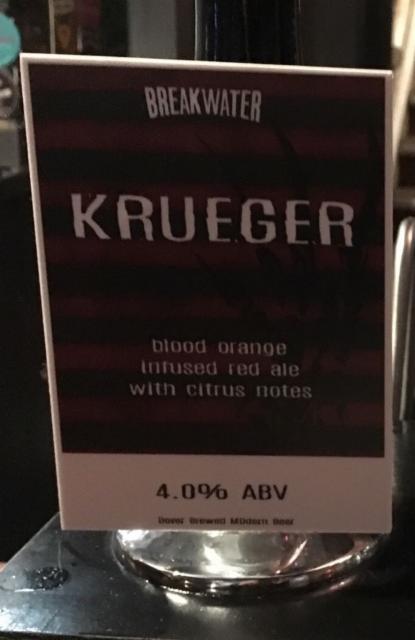 BREAKWATER
KRUEGER
blood orange
infused red ale
with citrus notes
4.0% ABV
Dover Brewed Modern Beer